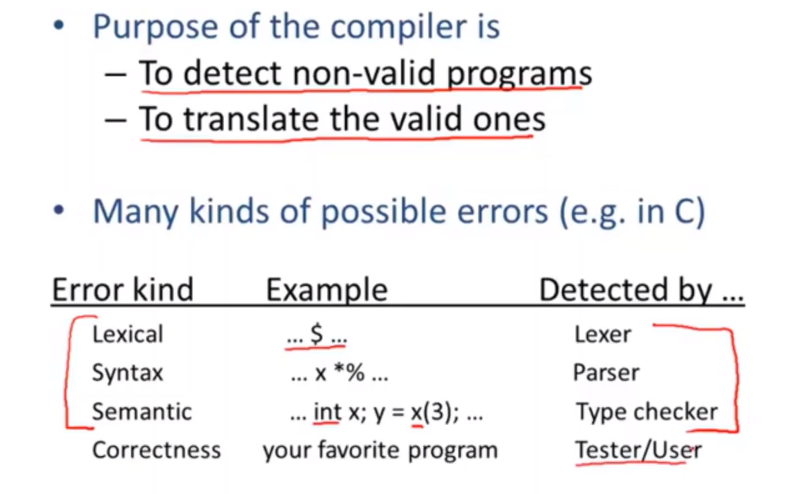 • Purpose of the compiler is
– To detect non-valid programs
– To translate the valid ones
• Many kinds of possible errors (e.g. in C)
Error kind Example Detected by ...
Lexical ... $ ... Lexer
Syntax ... x *% ... Parser
Semantic ... int x; y = x(3); ... Type checker
Correctness your favorite program Tester/User